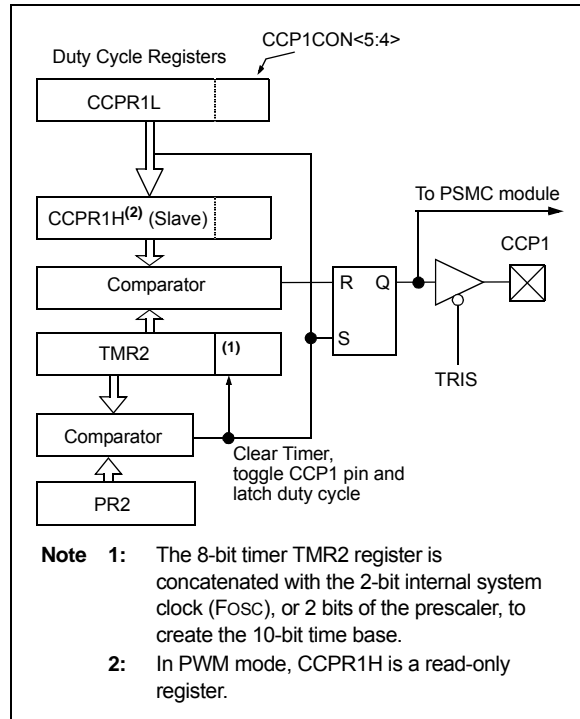 CCP1CON<5:4>
Duty Cycle Registers
CCPR1L
CCPR1H(2) (Slave)
To PSMC module
CCP1
Comparator
R Q
S
TMR2
(1)
TRIS
Comparator
Clear Timer,
toggle CCP1 pin and
latch duty cycle
PR2
Note 1: The 8-bit timer TMR2 register is
concatenated with the 2-bit internal system
clock (FOSC), or 2 bits of the prescaler, to
create the 10-bit time base.
2: In PWM mode, CCPR1H is a read-only
register.